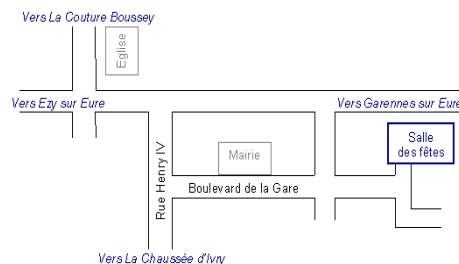 Vers La Couture Boussey
Eglise
Vers Ezy sur Eure
Vers Garennes sur Eure
Salle
des fêtes
Mairie
Rue Henry IV
Boulevard de la Gare
Vers La Chaussée d'Ivry